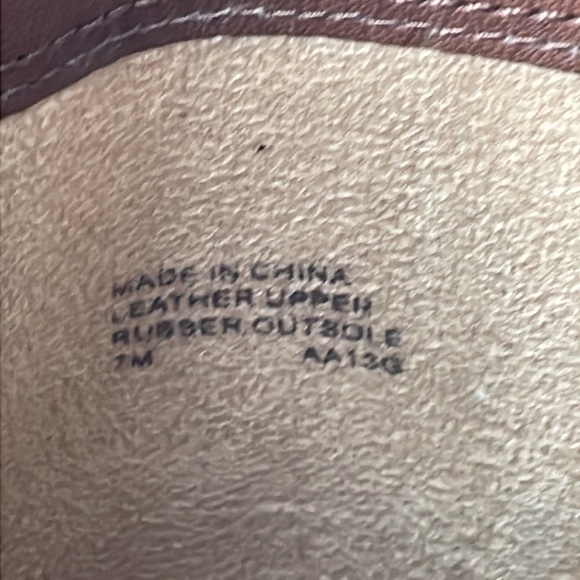 MADE IN CHINA
LEATHER UPPER
RUBBER OUTSOLE
7M AA13G